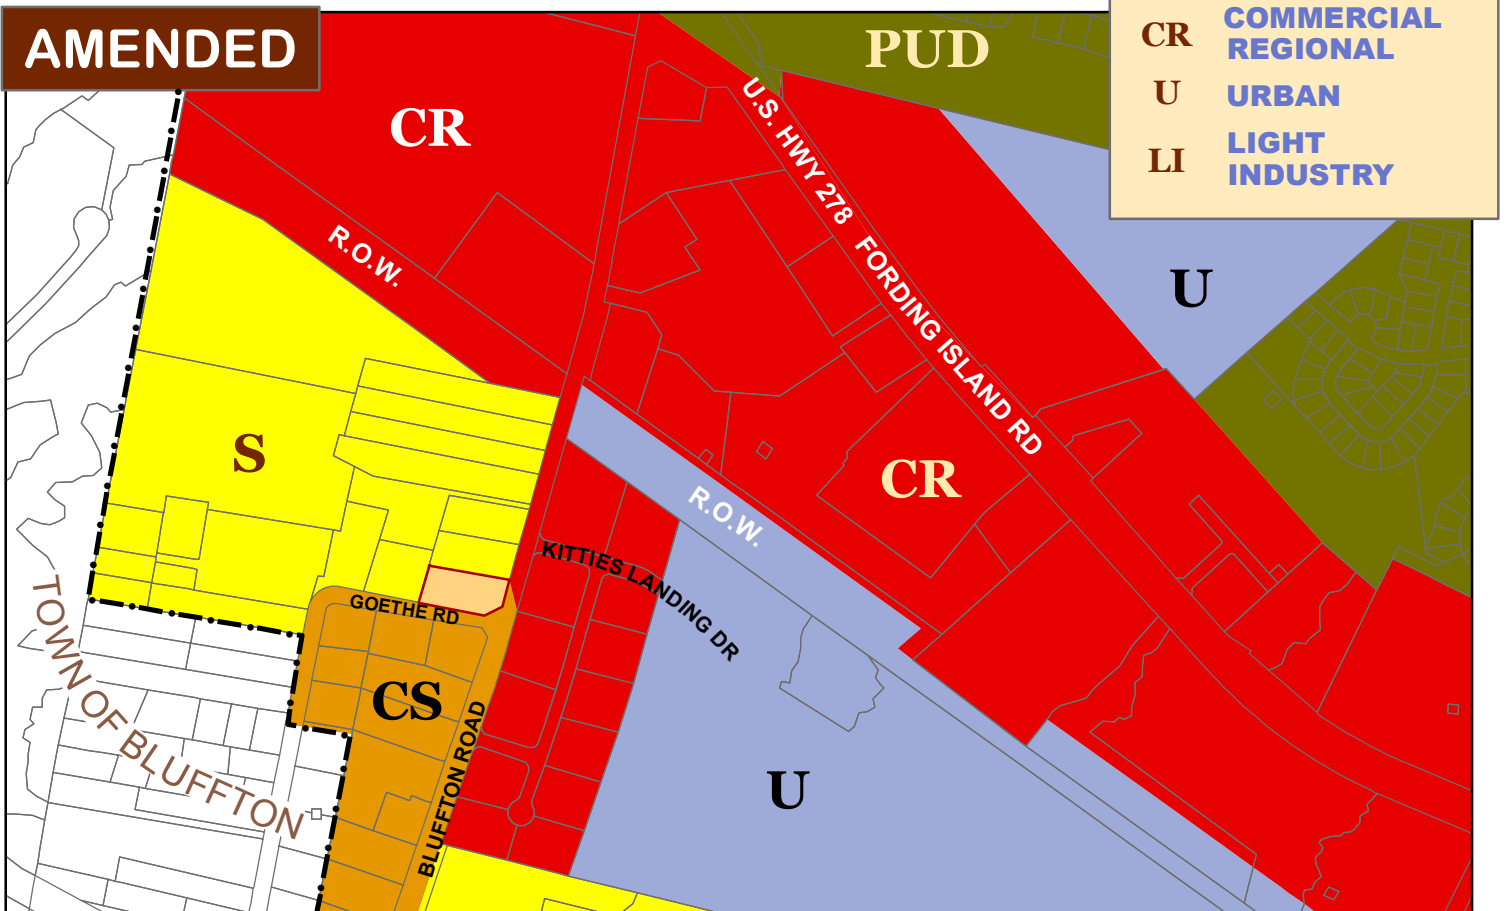 AMENDED
PUD
CR COMMERCIAL
REGIONAL
U URBAN
LI LIGHT
INDUSTRY
CR
U.S. HWY 278 FORDING ISLAND RD
R.O.W.
U
S
CR
R.O.W.
KITTIES LANDING DR
GOETHE RD
TOWN OF BLUFFTON
CS
BLUFFTON ROAD
U